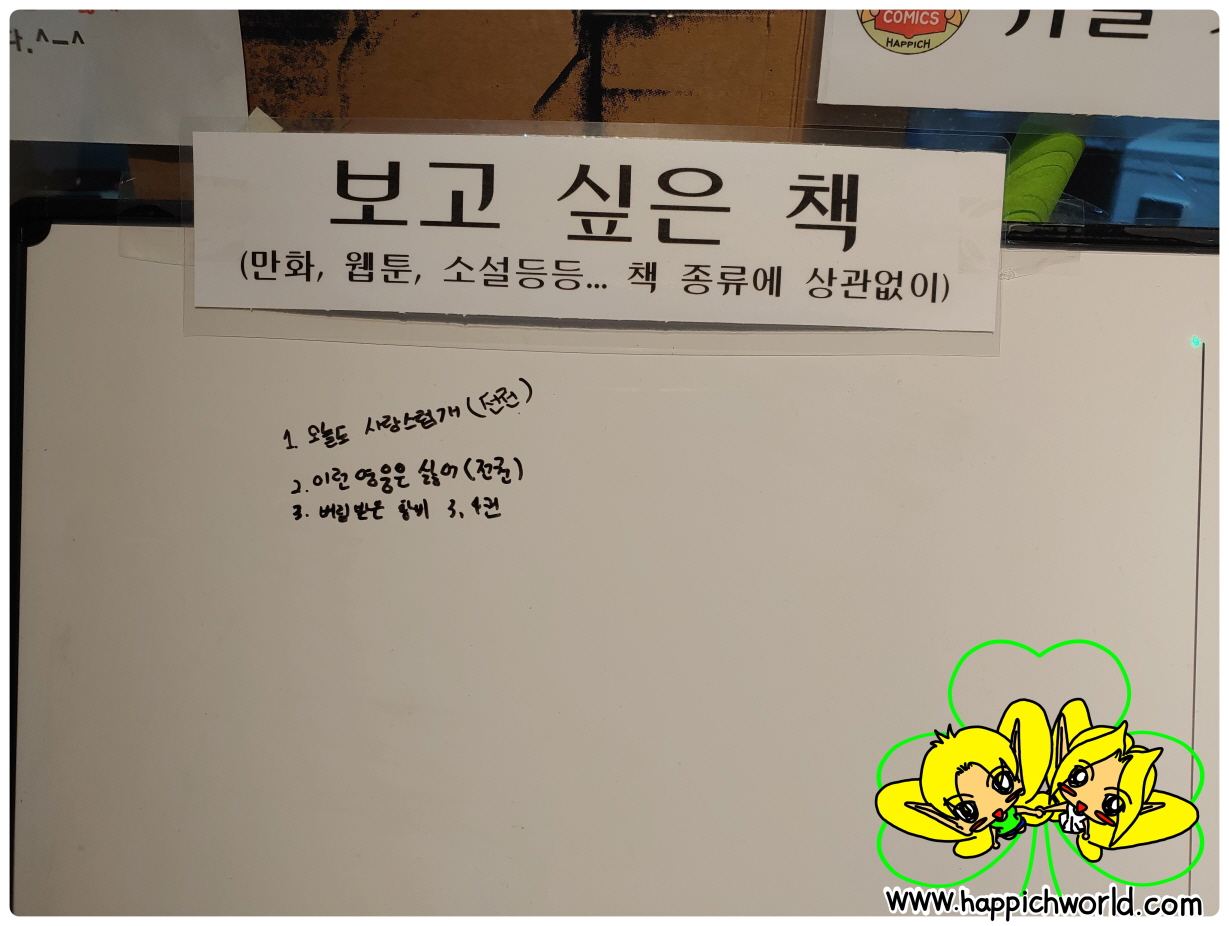 다.^-^
COMICS
HAPPICH
보고 싶은 책
(만화, 웹툰, 소설등등... 책 종류에 상관없이)
1. 오늘도 사랑스럽개 (전권)
2. 이런 영웅은 싫어 (전권)
3. 버림받은 황비 3, 4권
www.happichworld.com